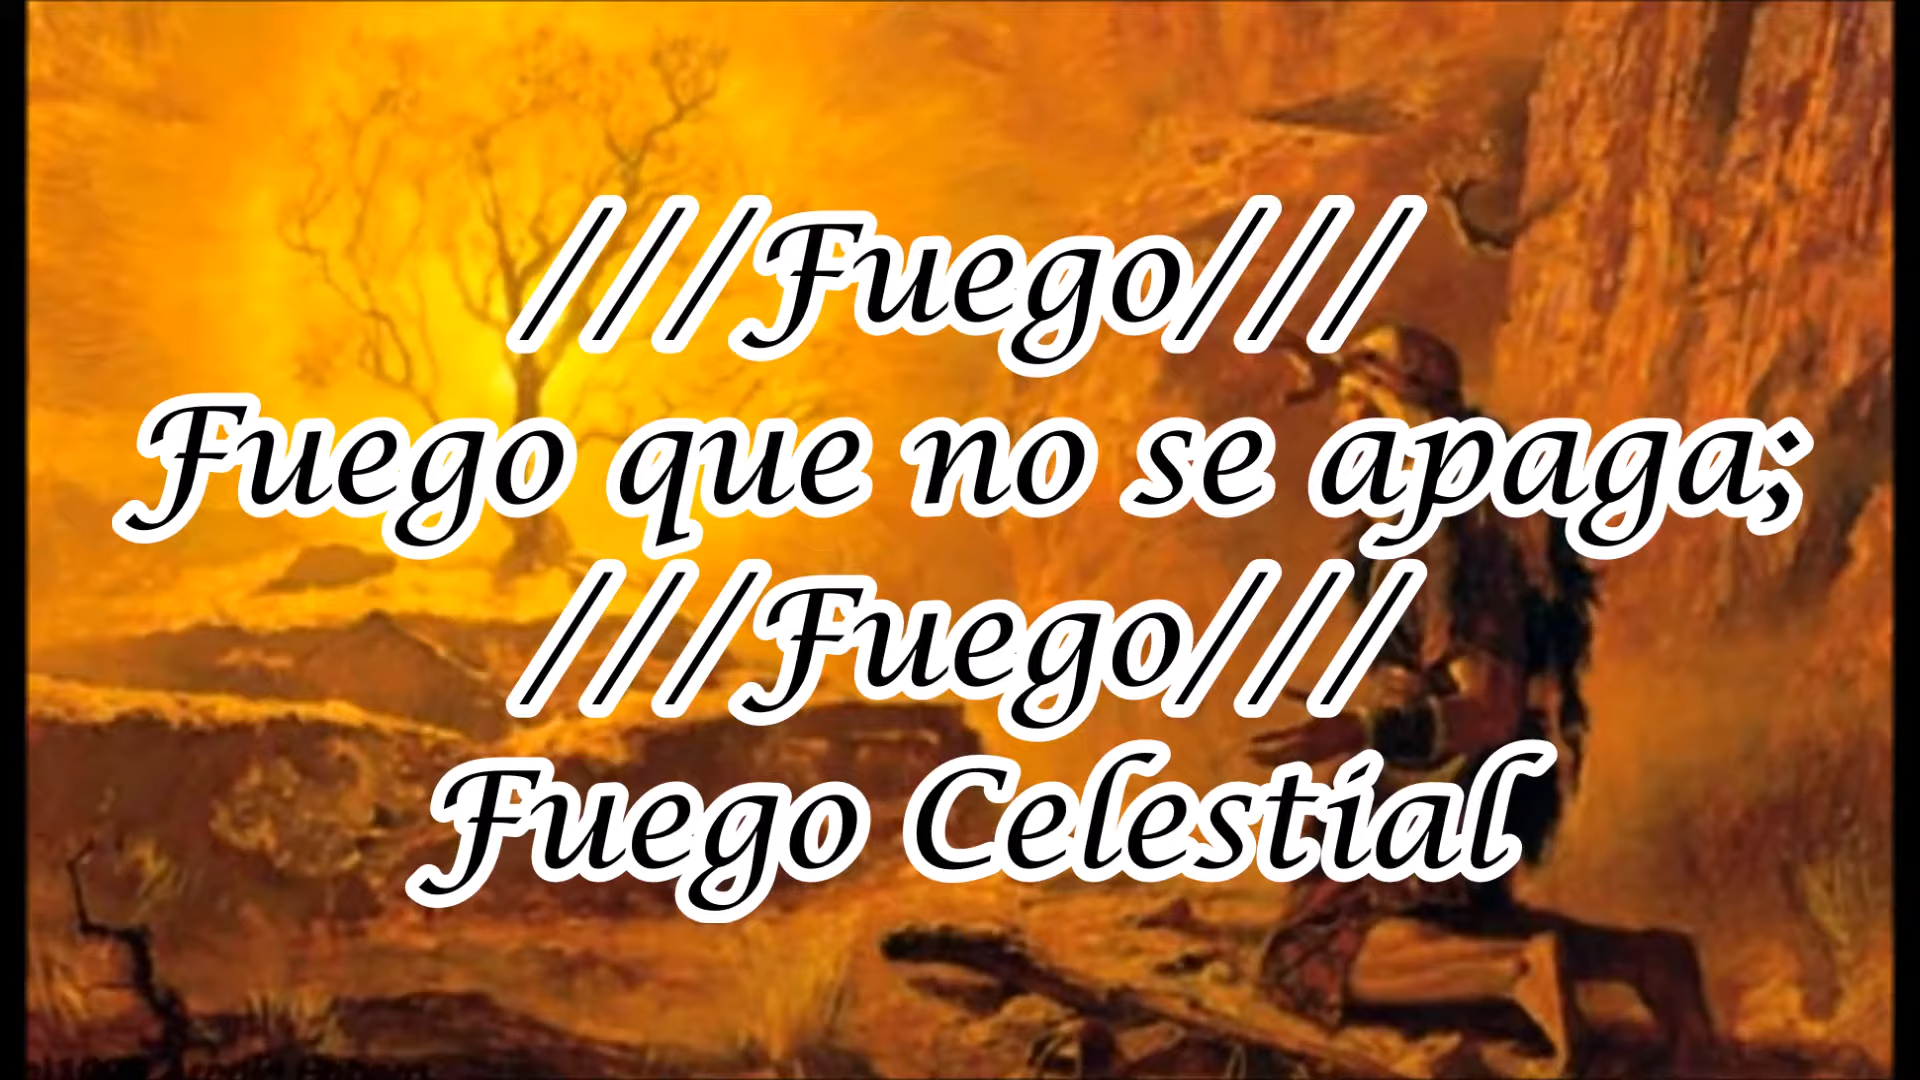 ///Fuego///
Fuego que no se apaga;
///Fuego///
Fuego Celestial